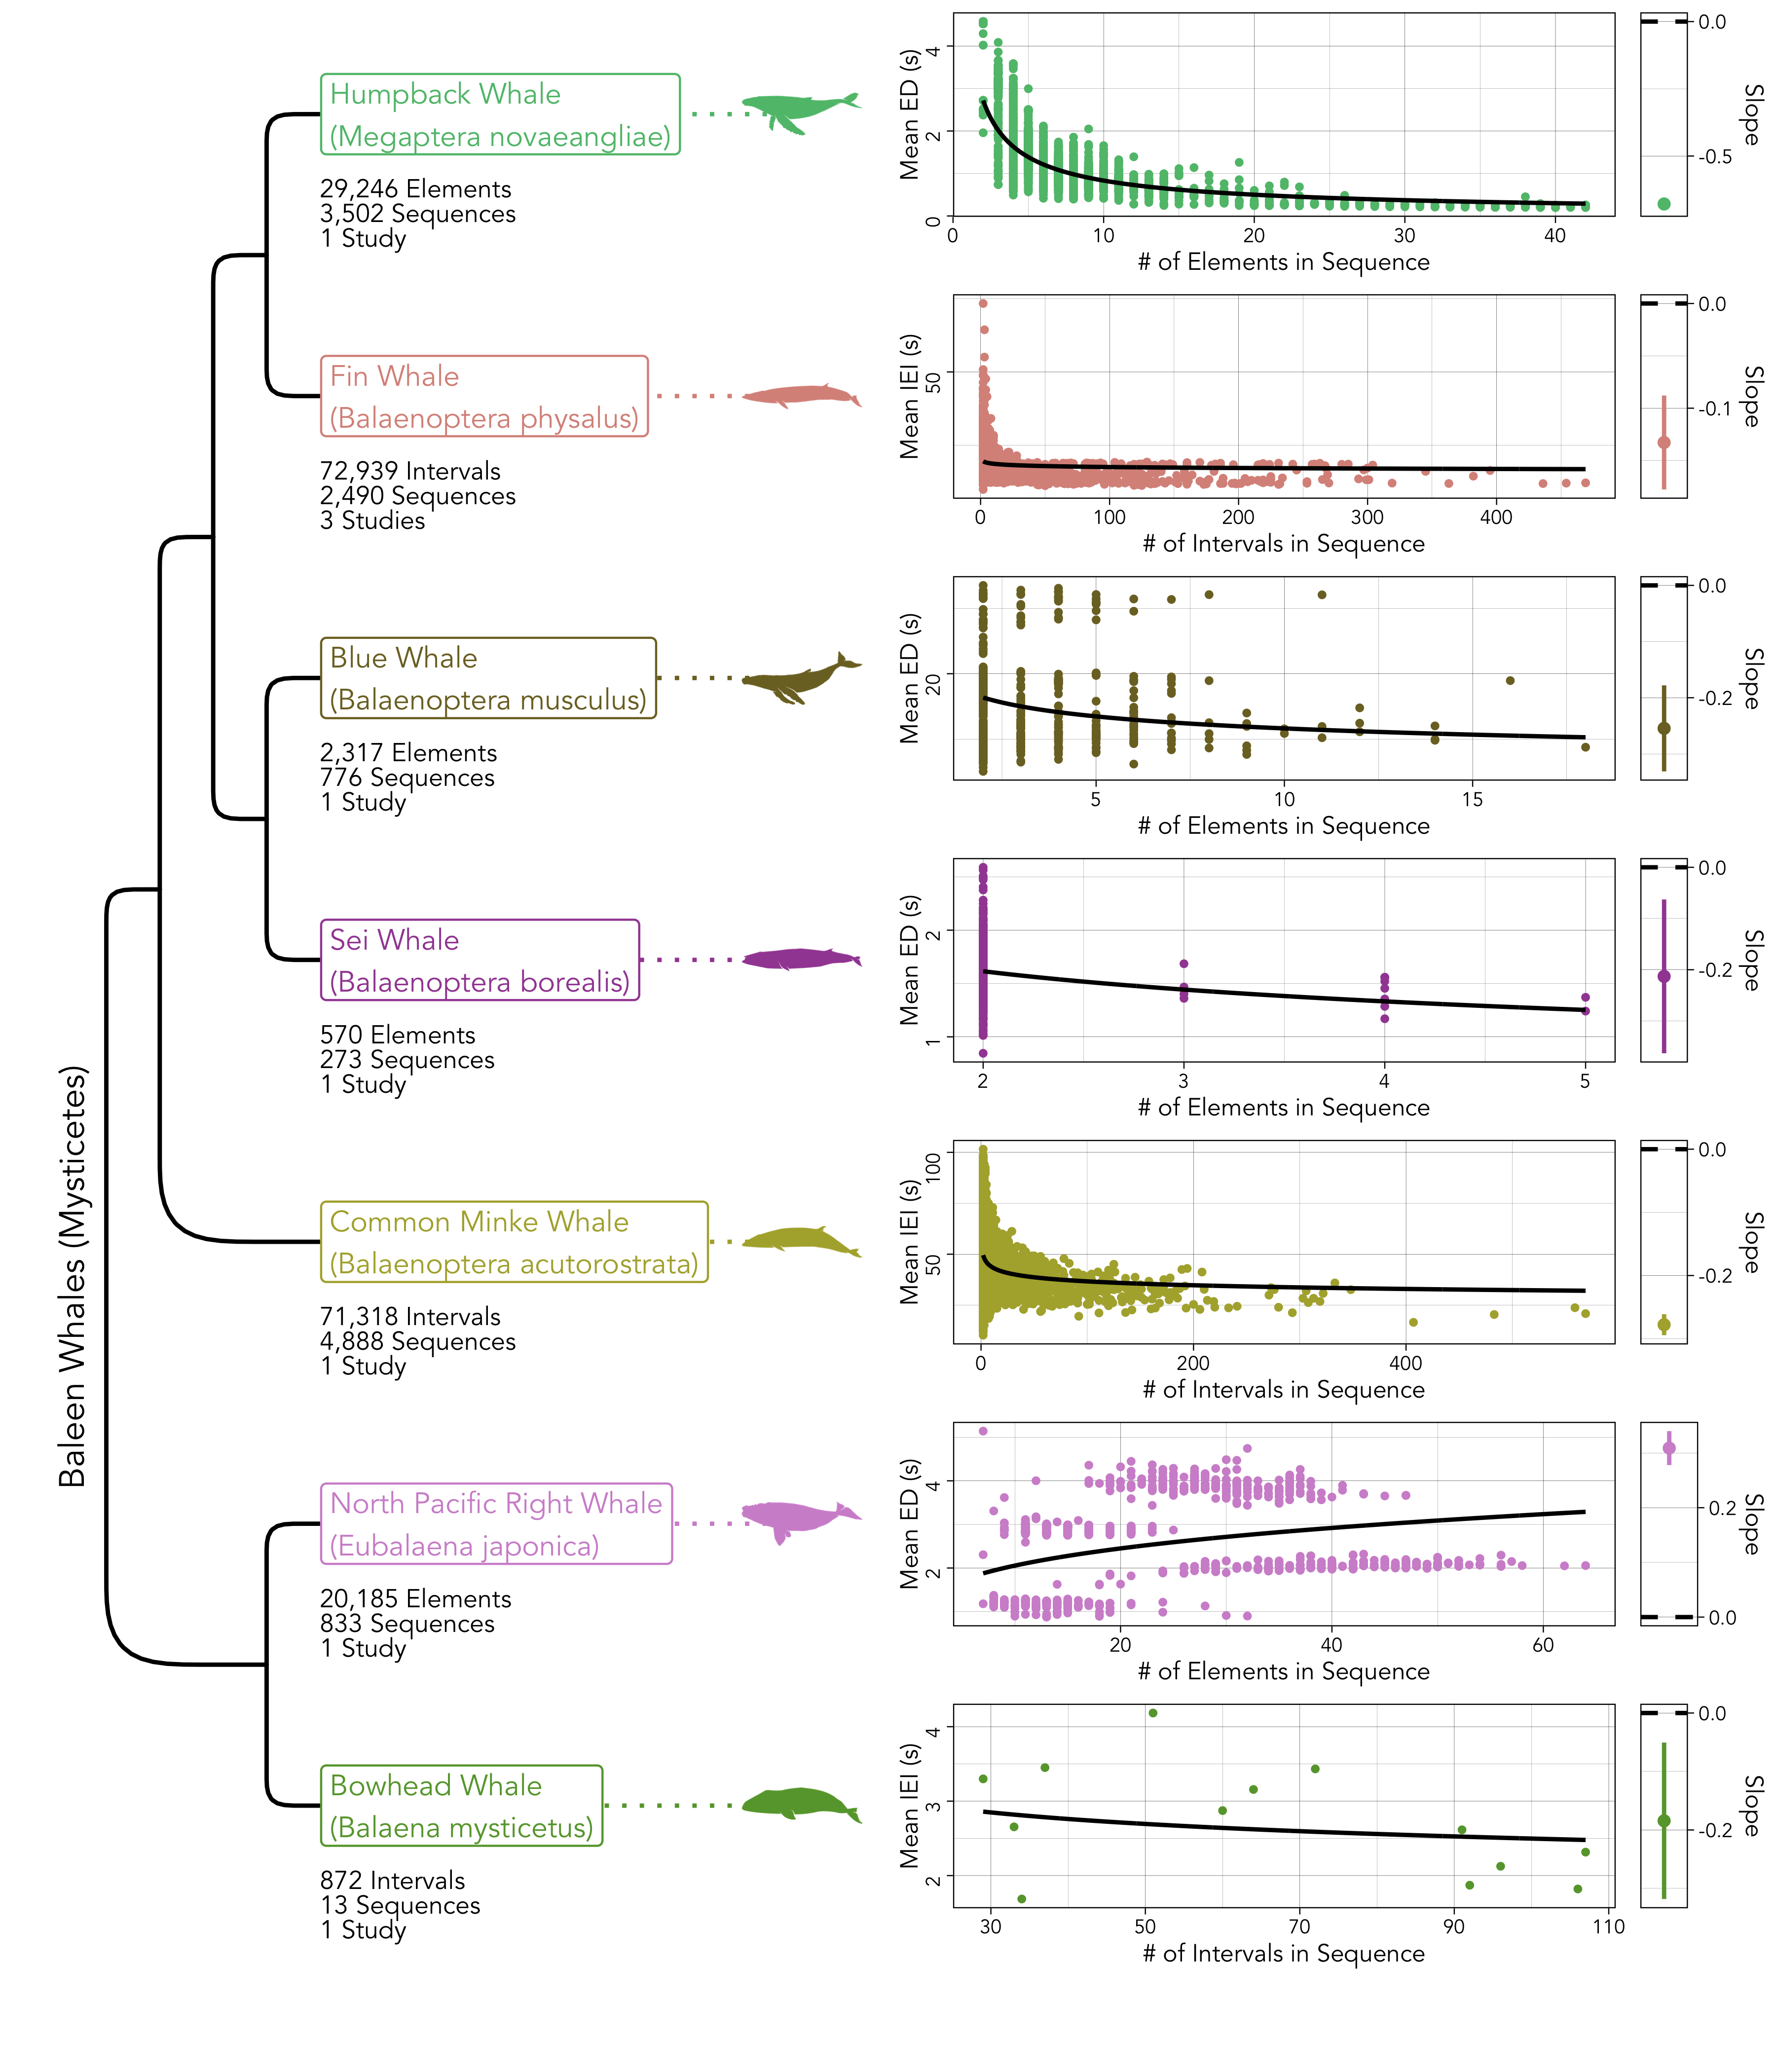 Baleen Whales (Mysticetes)
Humpback Whale
(Megaptera novaeangliae)
29,246 Elements
3,502 Sequences
1 Study
Mean ED (s)
4
2
0
0 10 20 30 40
# of Elements in Sequence
0.0
-0.5
Slope
Fin Whale
(Balaenoptera physalus)
72,939 Intervals
2,490 Sequences
3 Studies
Mean IEI (s)
50
0 100 200 300 400
# of Intervals in Sequence
0.0
-0.1
Slope
Blue Whale
(Balaenoptera musculus)
2,317 Elements
776 Sequences
1 Study
Mean ED (s)
20
5 10 15
# of Elements in Sequence
0.0
-0.2
Slope
Sei Whale
(Balaenoptera borealis)
570 Elements
273 Sequences
1 Study
Mean ED (s)
2
1
2 3 4 5
# of Elements in Sequence
0.0
-0.2
Slope
Common Minke Whale
(Balaenoptera acutorostrata)
71,318 Intervals
4,888 Sequences
1 Study
Mean IEI (s)
100
50
0 200 400
# of Intervals in Sequence
0.0
-0.2
Slope
North Pacific Right Whale
(Eubalaena japonica)
20,185 Elements
833 Sequences
1 Study
Mean ED (s)
4
2
20 40 60
# of Elements in Sequence
0.2
0.0
Slope
Bowhead Whale
(Balaena mysticetus)
872 Intervals
13 Sequences
1 Study
Mean IEI (s)
4
3
2
30 50 70 90 110
# of Intervals in Sequence
0.0
-0.2
Slope